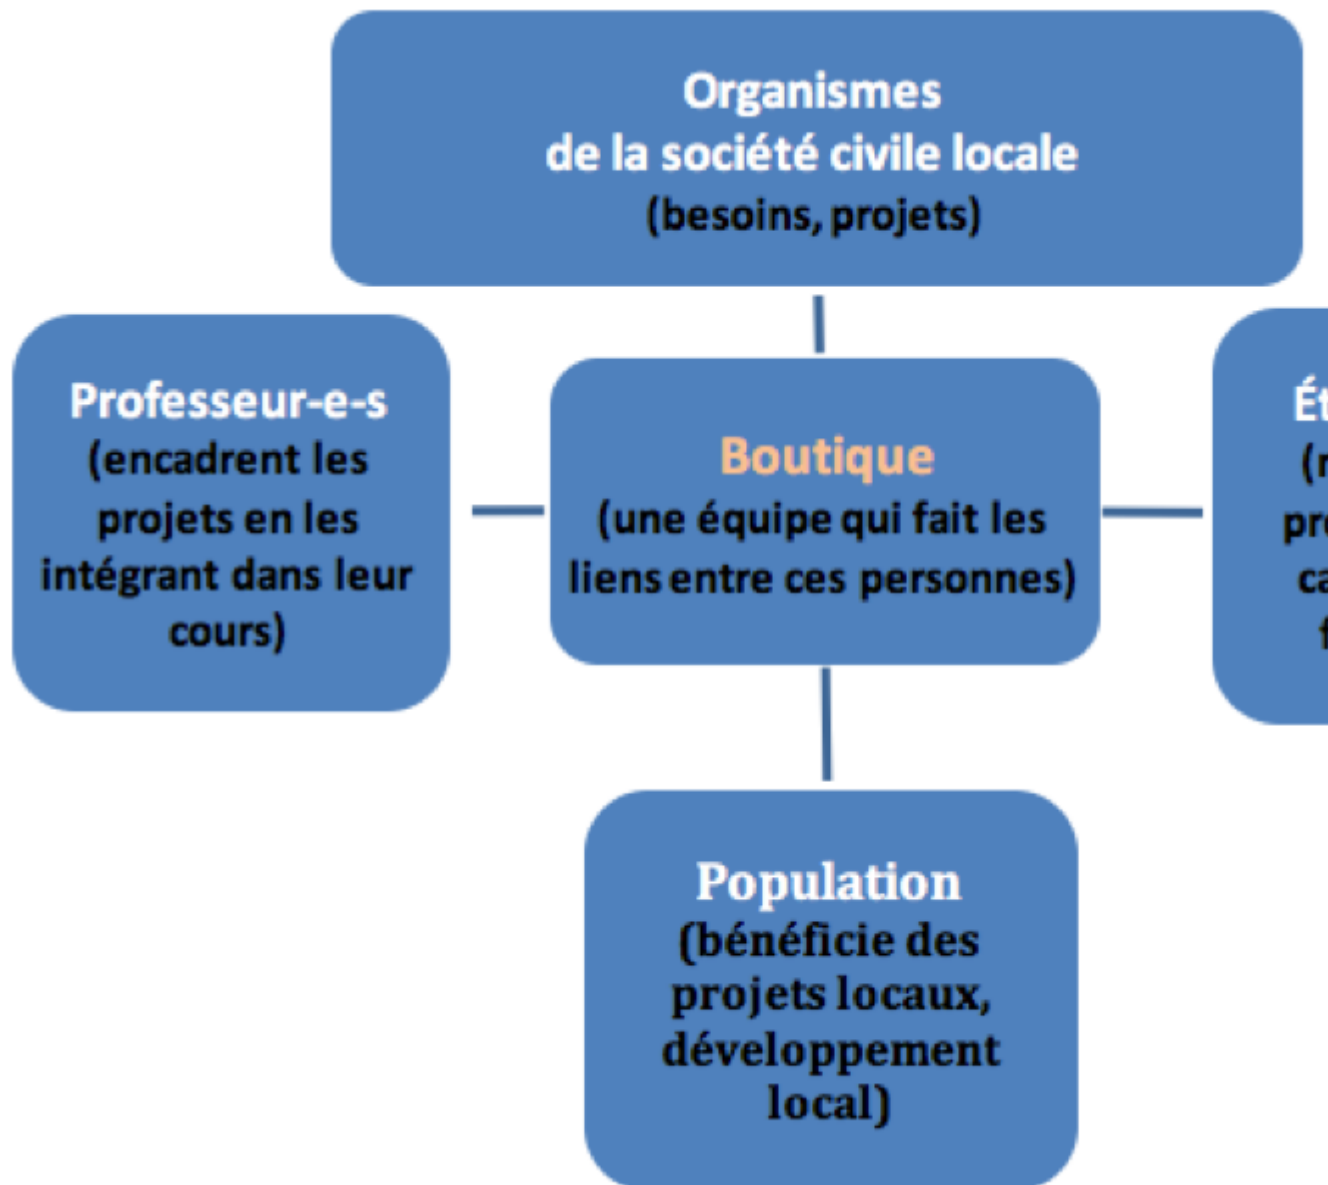 Organismes
de la société civile locale
(besoins, projets)
Professeur-e-s
(encadrent les
projets en les
intégrant dans leur
cours)
Boutique
(une équipe qui fait les
liens entre ces personnes)
Population
(bénéficie des
projets locaux,
développement
local)